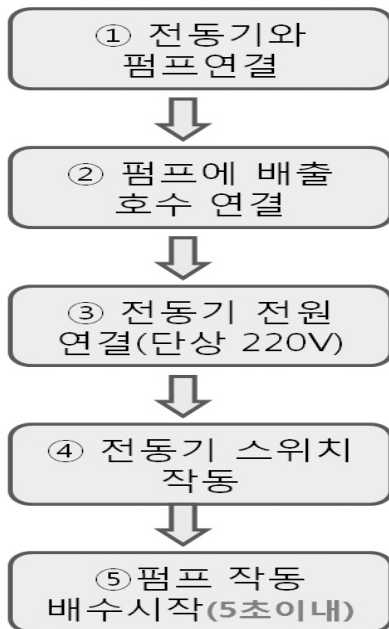 ① 전동기와
펌프연결
② 펌프에 배출
호수 연결
③ 전동기 전원
연결(단상 220V)
④ 전동기 스위치
작동
⑤펌프 작동
배수시작(5초이내)